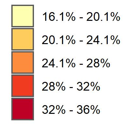 16.1% - 20.1%
20.1% - 24.1%
24.1% - 28%
28% - 32%
32% - 36%